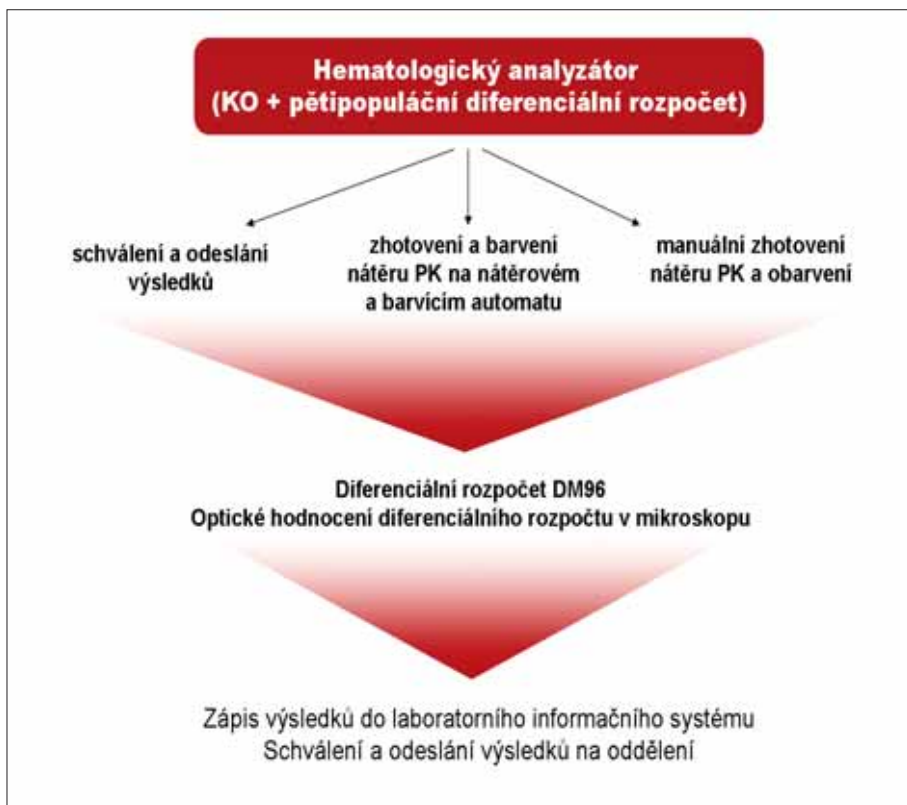 Hematologický analyzátor
(KO + pětipopuláční diferenciální rozpočet)
schválení a odeslání
výsledků
zhotovení a barvení
nátěru PK na nátěrovém
a barvícím automatu
manuální zhotovení
nátěru PK a obarvení
Diferenciální rozpočet DM96
Optické hodnocení diferenciálního rozpočtu v mikroskopu
Zápis výsledků do laboratorního informačního systému
Schválení a odeslání výsledků na oddělení